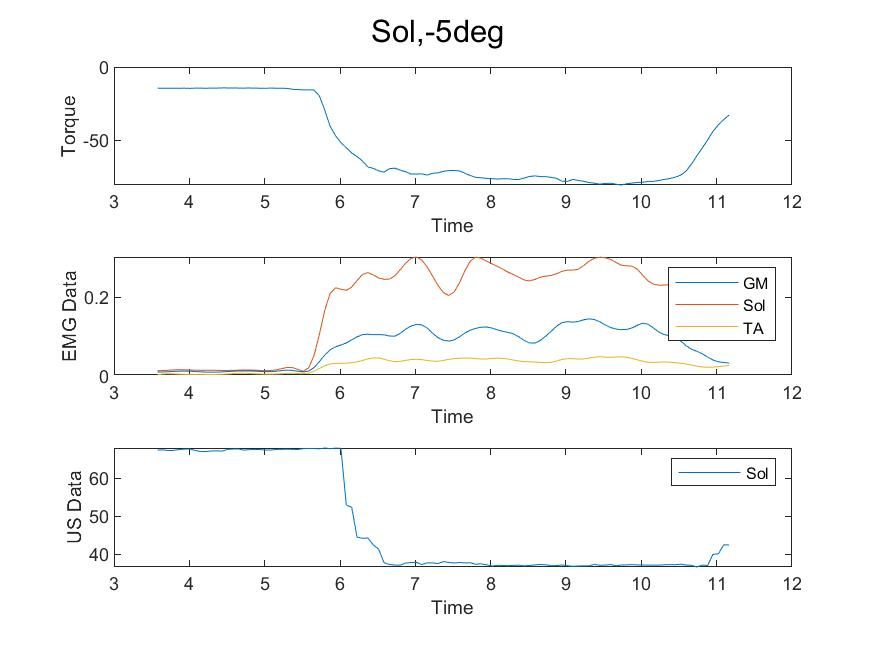 Sol,-5deg
0
-50
Torque
3 4 5 6 7 8 9 10 11 12
Time
0.2
0
EMG Data
GM
Sol
TA
3 4 5 6 7 8 9 10 11 12
Time
60
50
40
US Data
Sol
3 4 5 6 7 8 9 10 11 12
Time